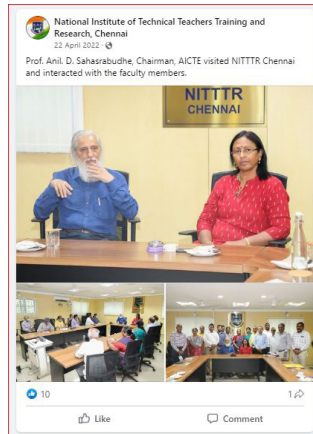 National Institute of Technical Teachers Training and
Research, Chennai
22 April 2022 ·
Prof. Anil. D. Sahasrabudhe, Chairman, AICTE visited NITTTR Chennai
and interacted with the faculty members.
NITTTR
CHENNAI
10
1
Like
Comment